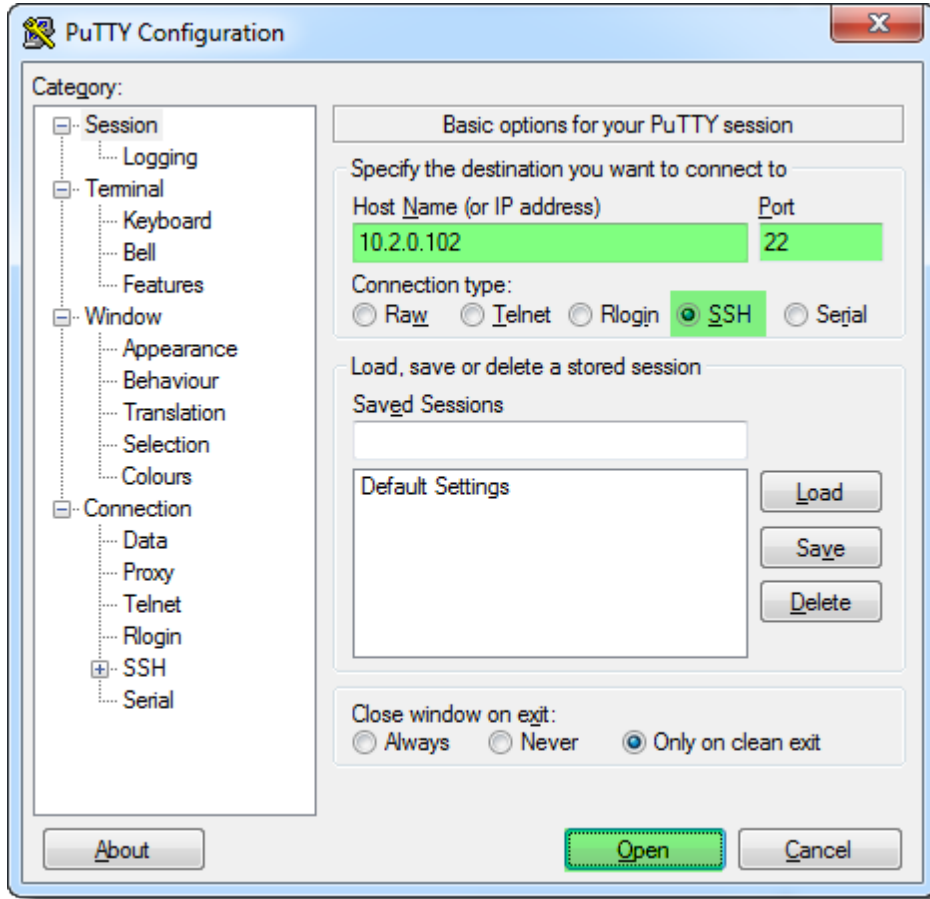 PuTTY Configuration
Category:
Session
Logging
Terminal
Keyboard
Bell
Features
Window
Appearance
Behaviour
Translation
Selection
Colours
Connection
Data
Proxy
Telnet
Rlogin
SSH
Serial
Basic options for your PuTTY session
Specify the destination you want to connect to
Host Name (or IP address) Port
10.2.0.102 22
Connection type:
Raw Telnet Rlogin SSH Serial
Load, save or delete a stored session
Saved Sessions
Default Settings
Load
Save
Delete
Close window on exit:
Always Never Only on clean exit
About Open Cancel